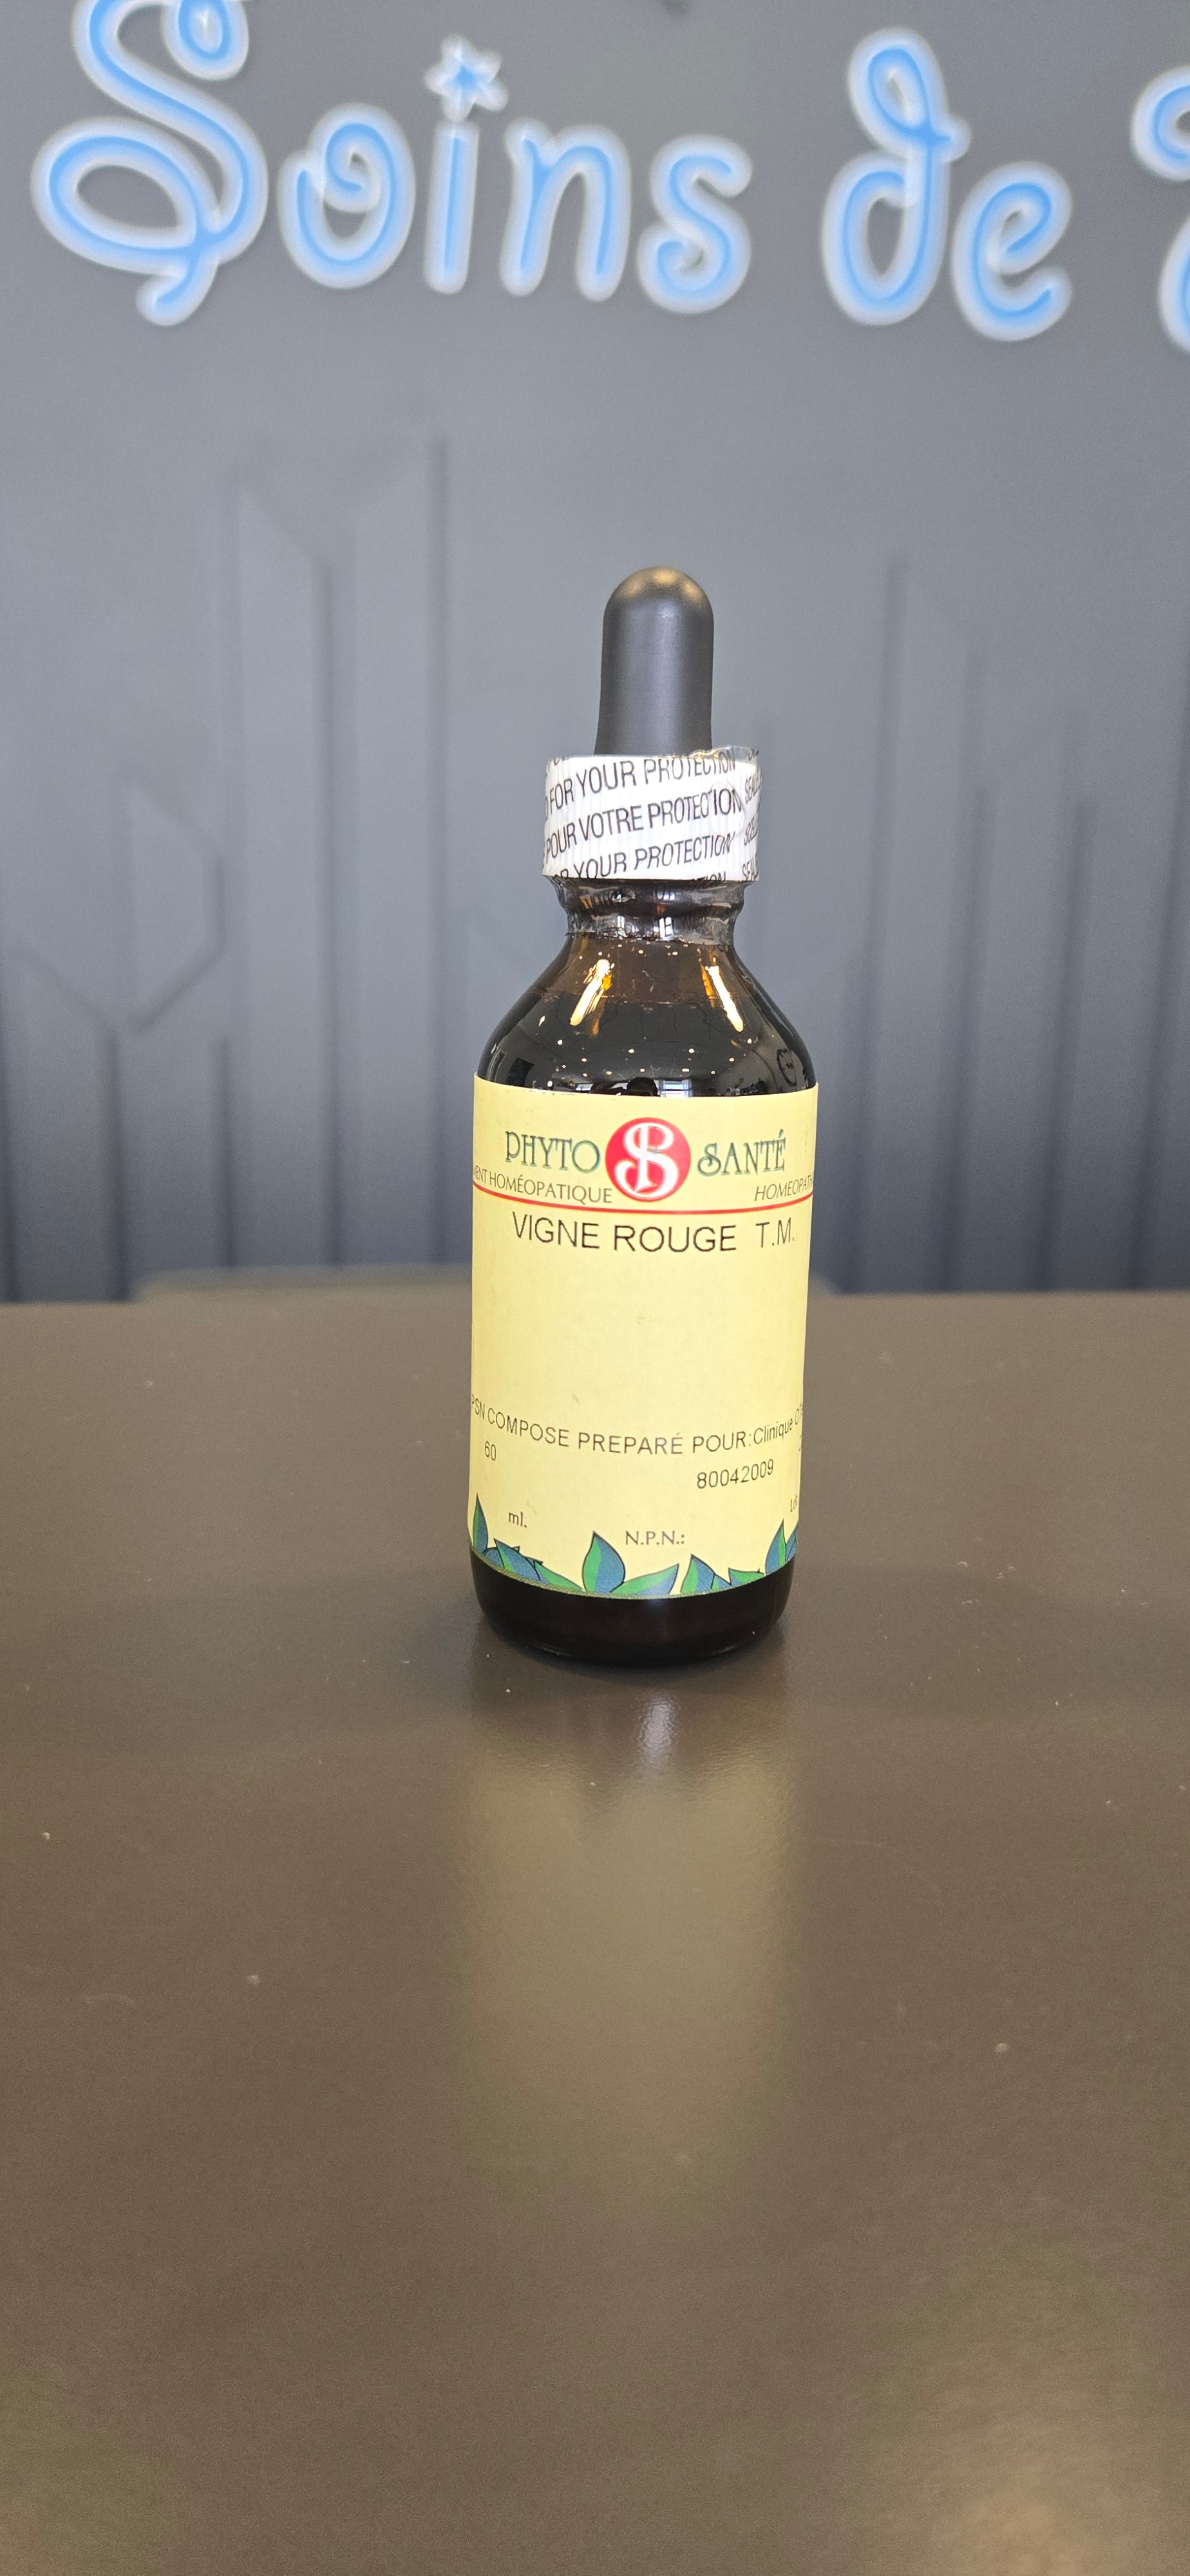 Soins de
FOR YOUR PROTECTION
POUR VOTRE PROTECTION
YOUR PROTECTION
PHYTO SANTÉ
HOMÉOPATIQUE
VIGNE ROUGE T.M.
COMPOSE PREPARÉ POUR: Clinique
60
80042009
ml.
N.P.N.: